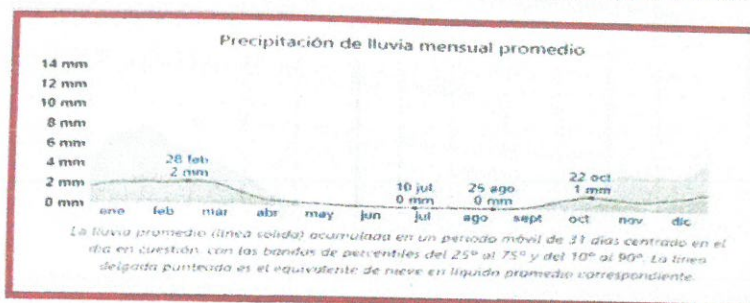 Precipitación de lluvia mensual promedio
14 mm
12 mm
10 mm
8 mm
6 mm
4 mm
2 mm
0 mm
28 feb
2 mm
10 jul
0 mm
25 ago
0 mm
22 oct
1 mm
ene feb mar abr may jun jul ago sept oct nov dic
La lluvia promedio (línea sólida) acumulada en un periodo móvil de 31 días centrado en el
día en cuestión, con las bandas de percentiles del 25º al 75º y del 10º al 90º. La línea
delgada punteada es el equivalente de nieve en líquido promedio correspondiente.